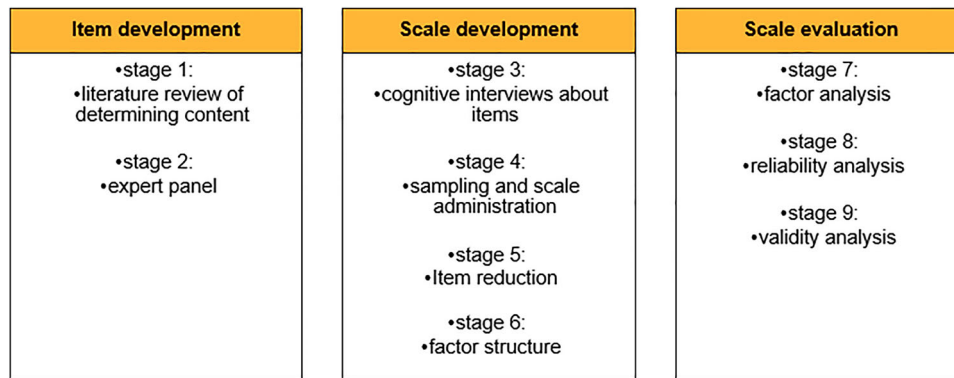 Item development
•stage 1:
•literature review of
determining content
•stage 2:
•expert panel
Scale development
•stage 3:
•cognitive interviews about
items
•stage 4:
•sampling and scale
administration
•stage 5:
•Item reduction
•stage 6:
•factor structure
Scale evaluation
•stage 7:
•factor analysis
•stage 8:
•reliability analysis
•stage 9:
•validity analysis